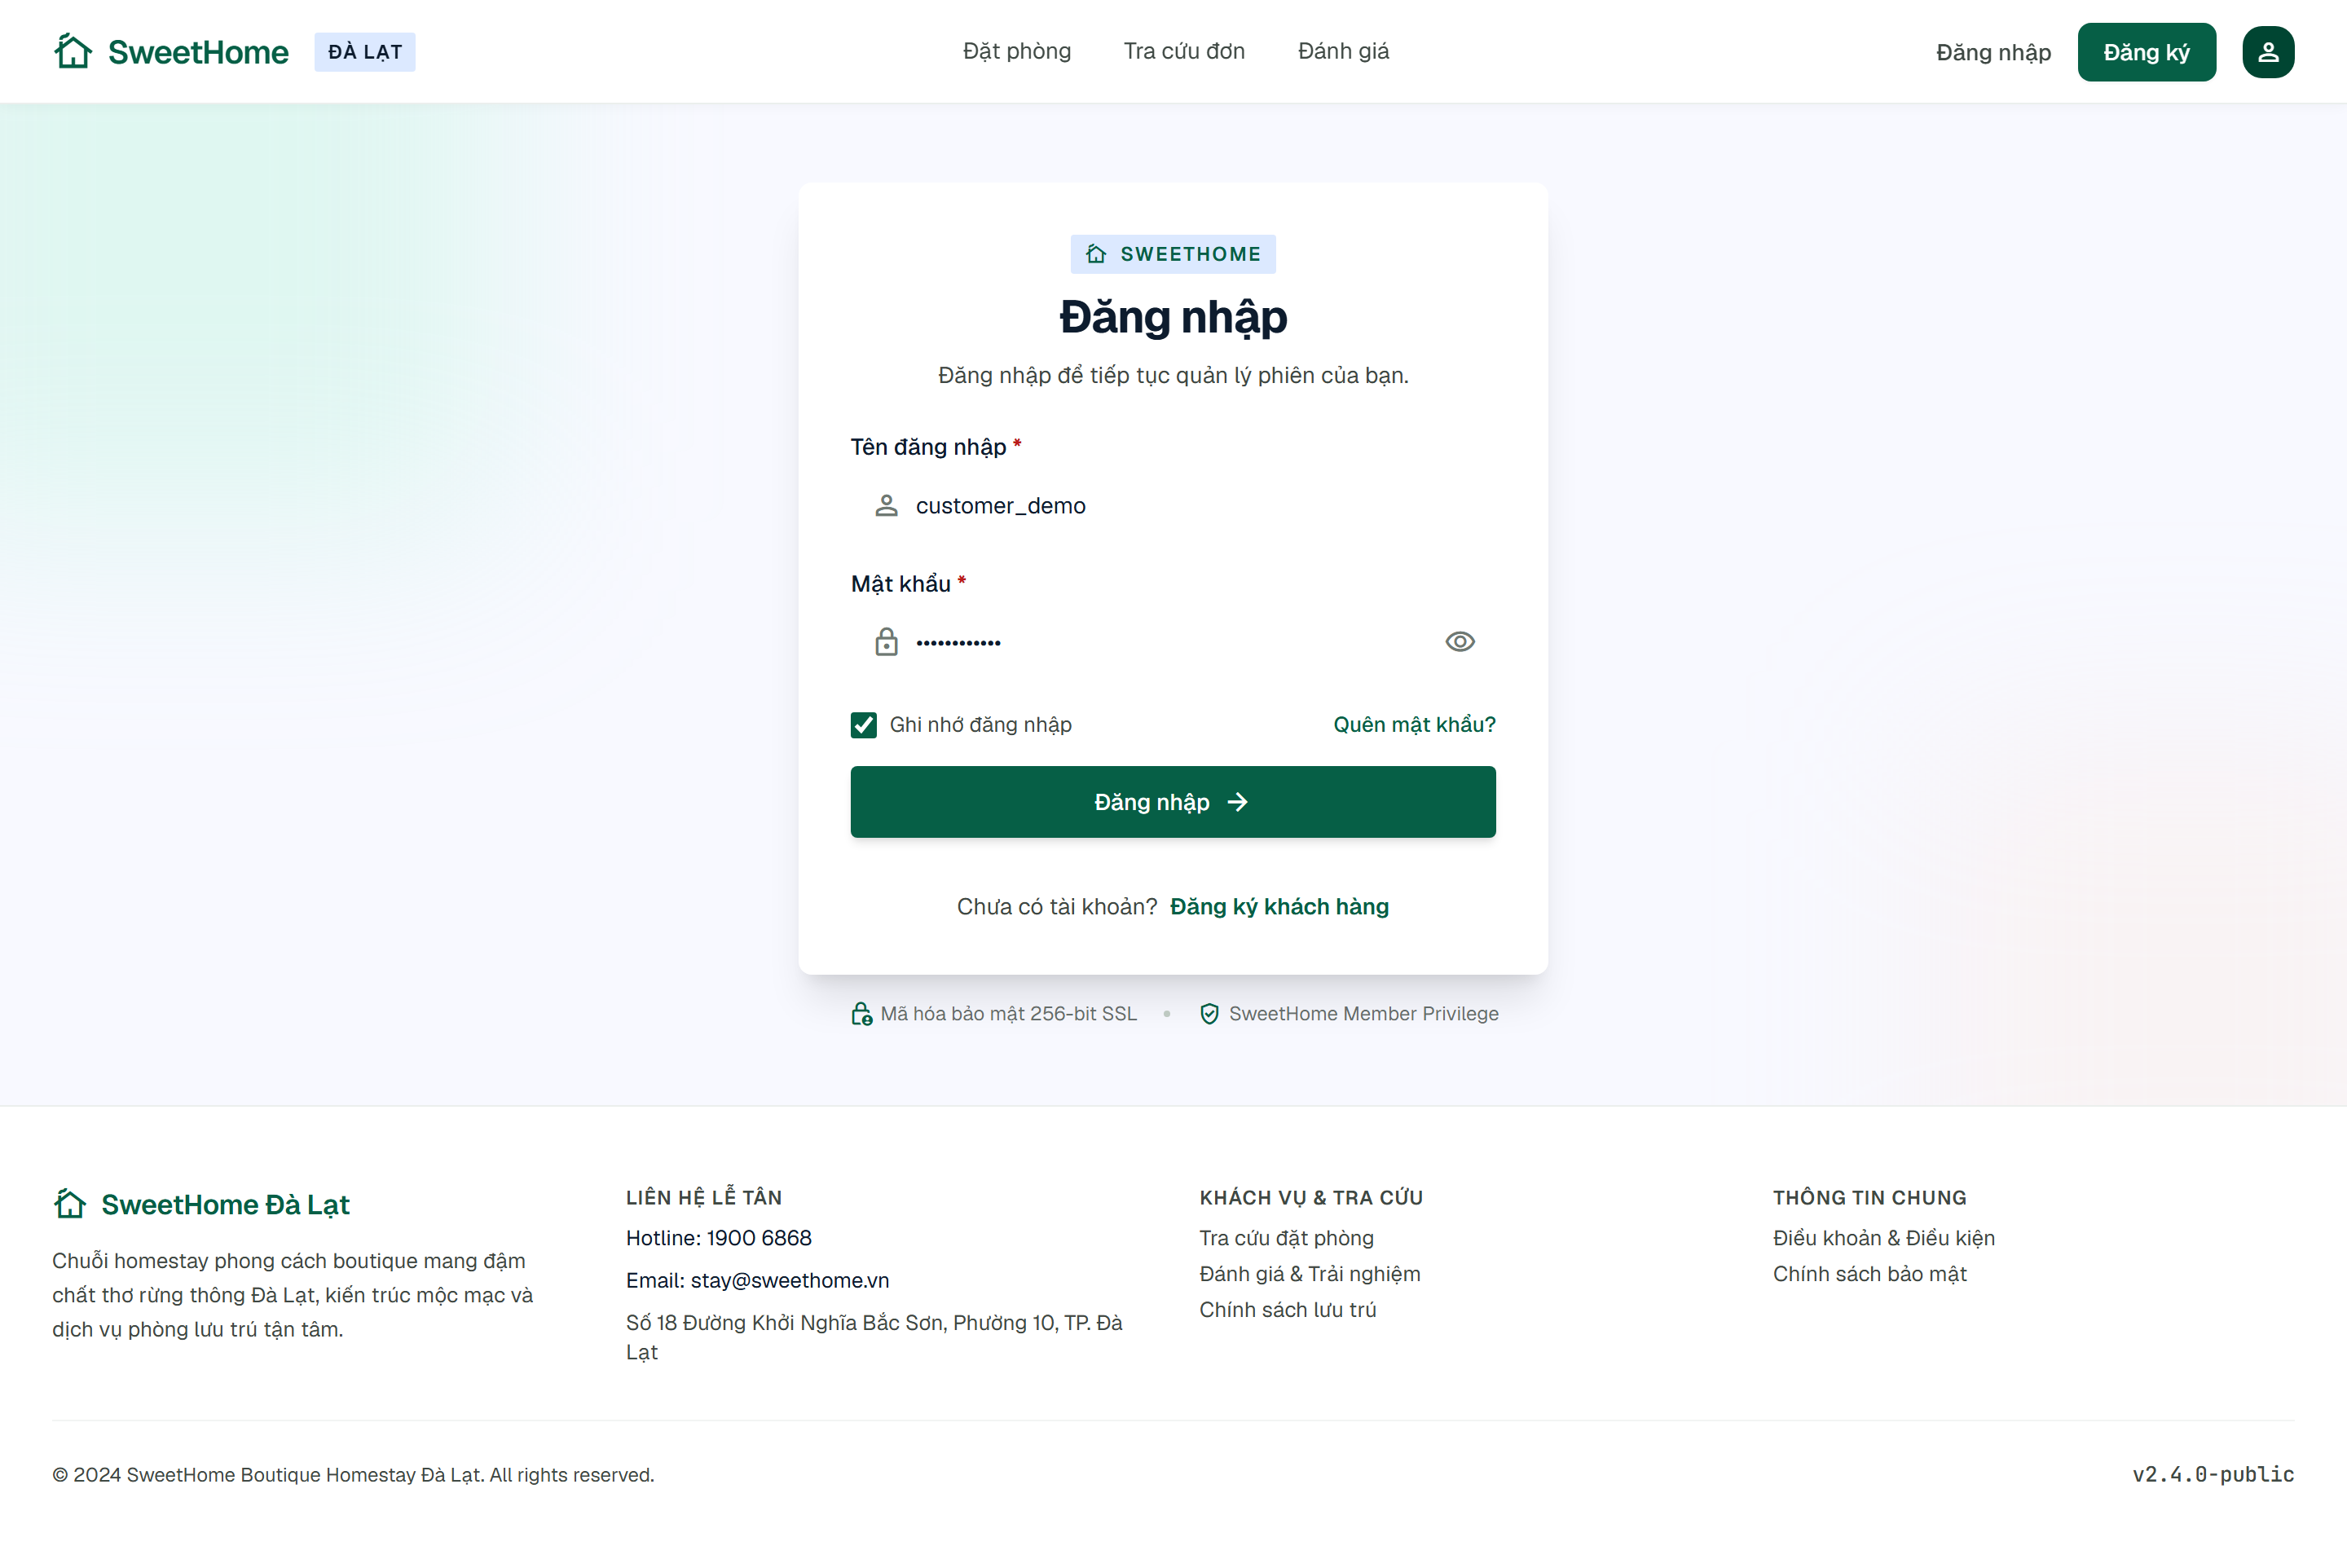 SweetHome
ĐÀ LẠT
Đặt phòng
Tra cứu đơn
Đánh giá
Đăng nhập
Đăng ký
SWEETHOME
Đăng nhập
Đăng nhập để tiếp tục quản lý phiên của bạn.
Tên đăng nhập *
customer_demo
Mật khẩu *
••••••••••••
Ghi nhớ đăng nhập
Quên mật khẩu?
Đăng nhập
Chưa có tài khoản? Đăng ký khách hàng
Mã hóa bảo mật 256-bit SSL
SweetHome Member Privilege
SweetHome Đà Lạt
Chuỗi homestay phong cách boutique mang đậm
chất thơ rừng thông Đà Lạt, kiến trúc mộc mạc và
dịch vụ phòng lưu trú tận tâm.
LIÊN HỆ LỄ TÂN
Hotline: 1900 6868
Email: stay@sweethome.vn
Số 18 Đường Khởi Nghĩa Bắc Sơn, Phường 10, TP. Đà
Lạt
KHÁCH VỤ & TRA CỨU
Tra cứu đặt phòng
Đánh giá & Trải nghiệm
Chính sách lưu trú
THÔNG TIN CHUNG
Điều khoản & Điều kiện
Chính sách bảo mật
© 2024 SweetHome Boutique Homestay Đà Lạt. All rights reserved.
v2.4.0-public